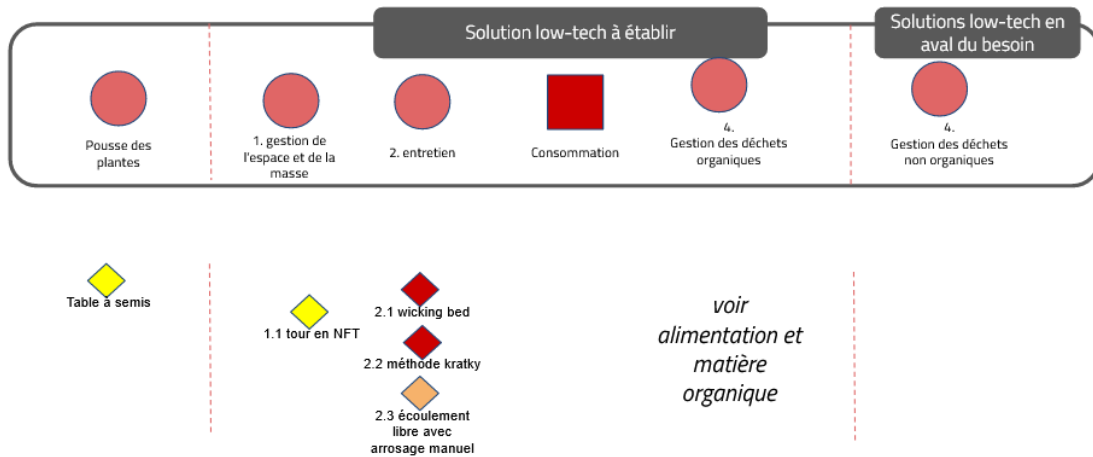 Solution low-tech à établir
Solutions low-tech en
aval du besoin
Pousse des
plantes
1. gestion de
l'espace et de la
masse
2. entretien
Consommation
4.
Gestion des déchets
organiques
4.
Gestion des déchets
non organiques
Table à semis
1.1 tour en NFT
2.1 wicking bed
2.2 méthode kratky
2.3 écoulement
libre avec
arrosage manuel
voir
alimentation et
matière
organique